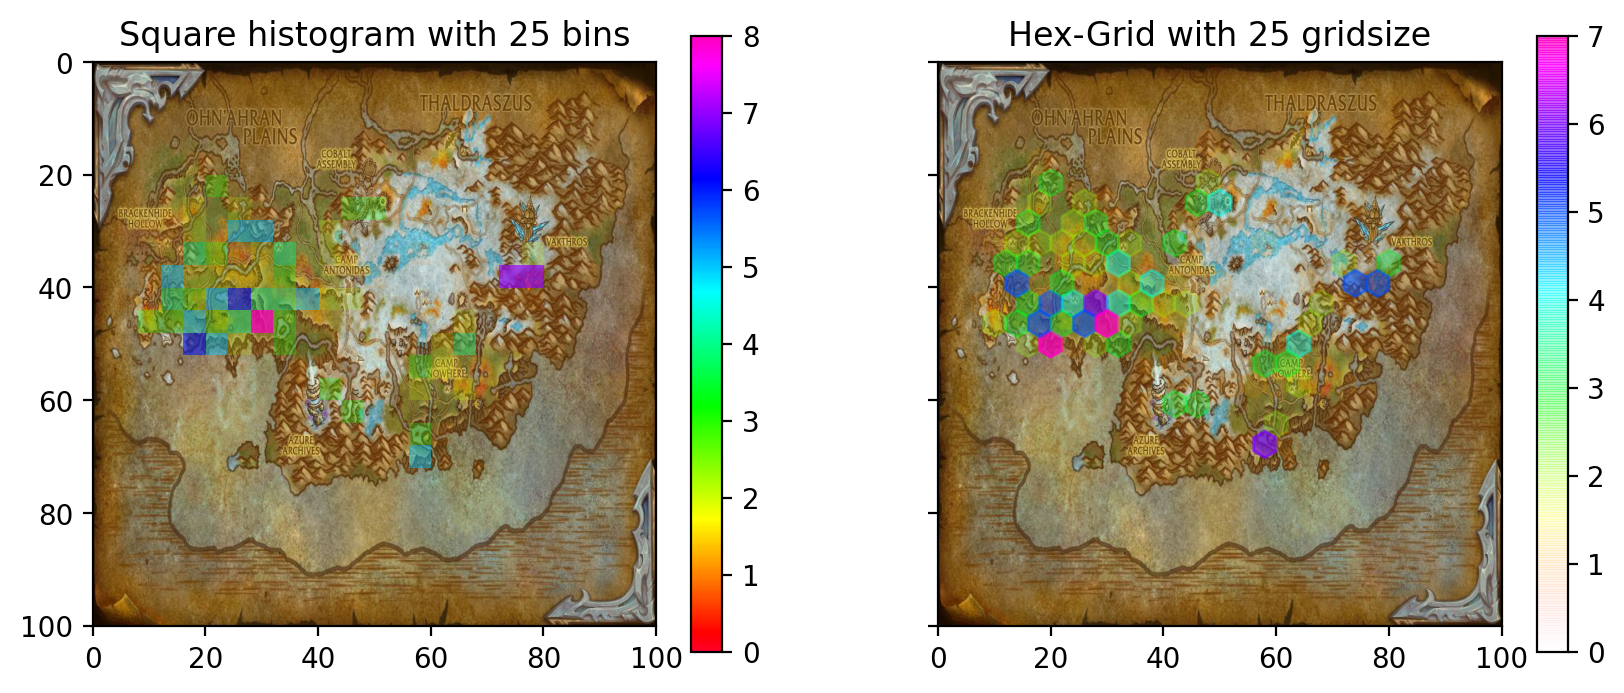 Square histogram with 25 bins
0
20
40
60
80
100
0
20
40
60
80
100
OHN'AHRAN
PLAINS
THALDRASZUS
COBALT
ASSEMBLY
BRACKENHIDE
HOLLOW
VAKTHROS
CAMP
ANTONIDAS
CAMP
NOWHERE
AZURE
ARCHIVES
8
7
6
5
4
3
2
1
0
Hex-Grid with 25 gridsize
OHN'AHRAN
PLAINS
THALDRASZUS
COBALT
ASSEMBLY
BRACKENHIDE
HOLLOW
VAKTHROS
CAMP
ANTONIDAS
CAMP
NOWHERE
AZURE
ARCHIVES
0
20
40
60
80
100
7
6
5
4
3
2
1
0